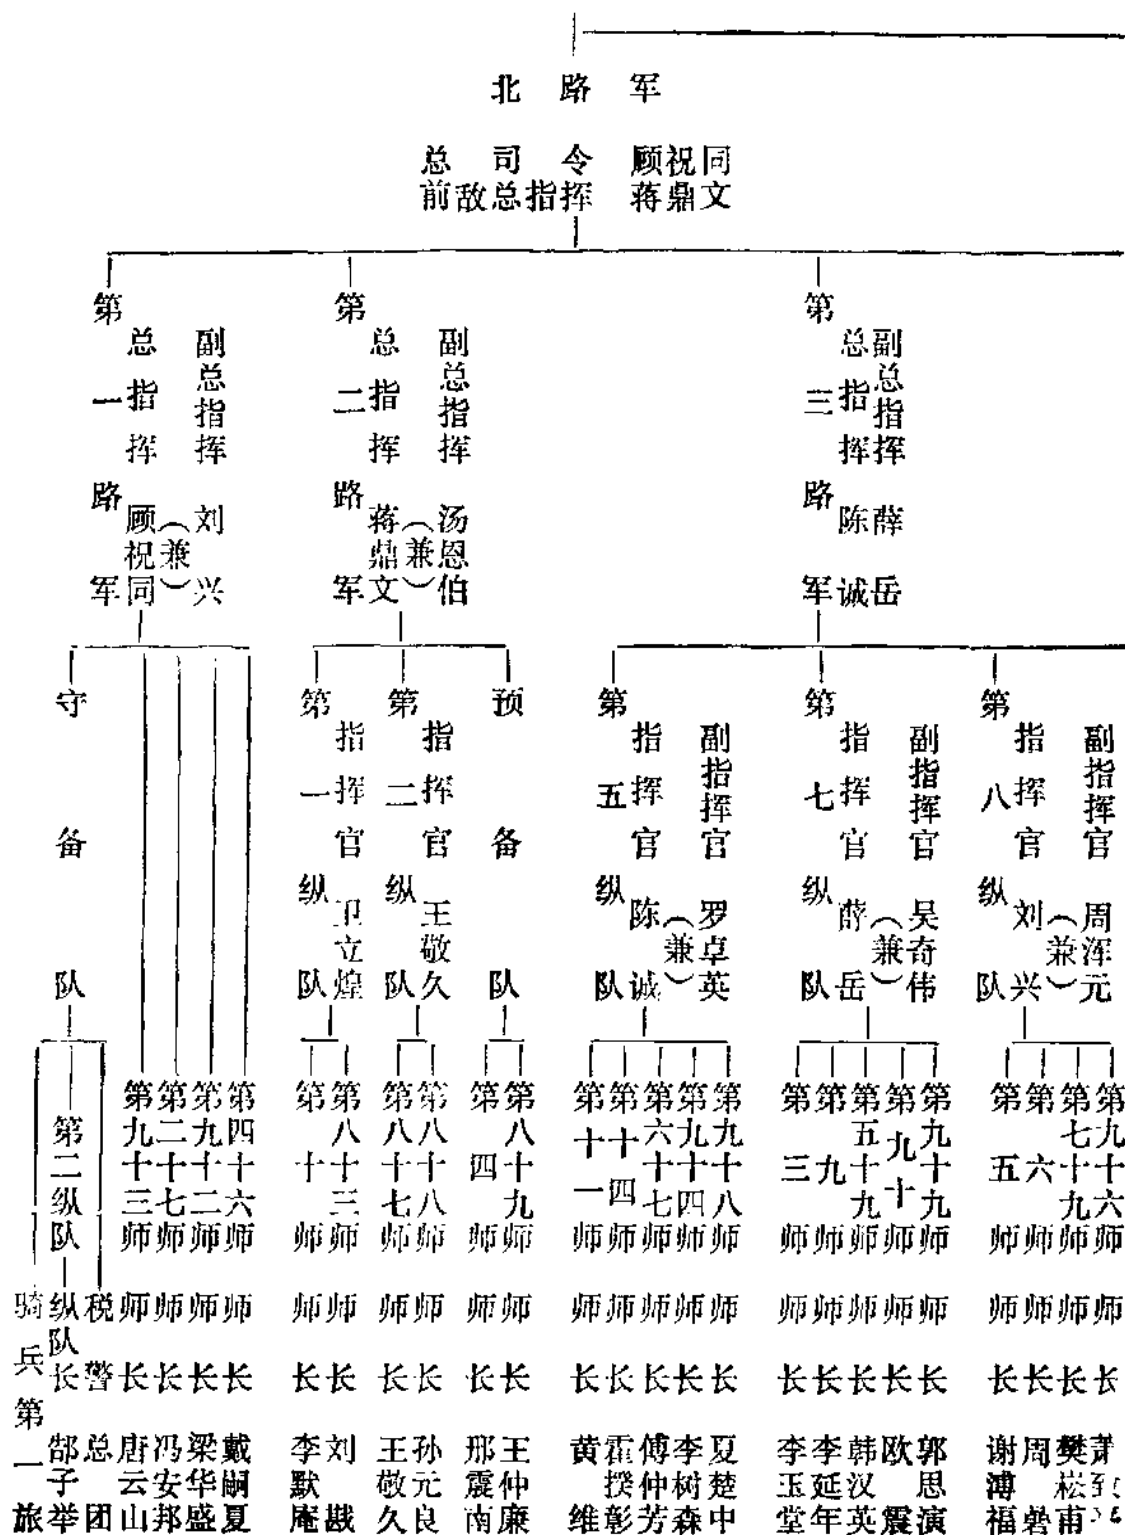 北路军
总司令 顾祝同
前敌总指挥 蒋鼎文
第一路军
总指挥 顾祝同（兼）
副总指挥 刘兴
第二路军
总指挥 蒋鼎文（兼）
副总指挥 汤恩伯
第三路军
总指挥 陈诚
副总指挥 薛岳
守备队
第一纵队
指挥官 卫立煌
第二纵队
指挥官 王敬久
预备队
第五纵队
指挥官 陈诚（兼）
副指挥官 罗卓英
第七纵队
指挥官 薛岳（兼）
副指挥官 吴奇伟
第八纵队
指挥官 刘兴（兼）
副指挥官 周浑元
骑兵第一旅
第二纵队 纵队长 郜子举
税警总团
第九十三师 师长 唐云山
第二十七师 师长 冯安邦
第九十二师 师长 梁华盛
第四十六师 师长 戴嗣夏
第十师 师长 李默庵
第八十三师 师长 刘戡
第八十七师 师长 王敬久
第八十八师 师长 孙元良
第四师 师长 邢震南
第八十九师 师长 王仲廉
第十一师 师长 黄维
第十四师 师长 霍揆彰
第六十七师 师长 傅仲芳
第九十四师 师长 李树森
第九十八师 师长 夏楚中
第三师 师长 李玉堂
第九师 师长 李延年
第五十九师 师长 韩汉英
第九十师 师长 欧震
第九十九师 师长 郭思演
第五师 师长 谢溥福
第六师 师长 周嵒
第七十九师 师长 樊崧甫
第九十六师 师长 萧致平